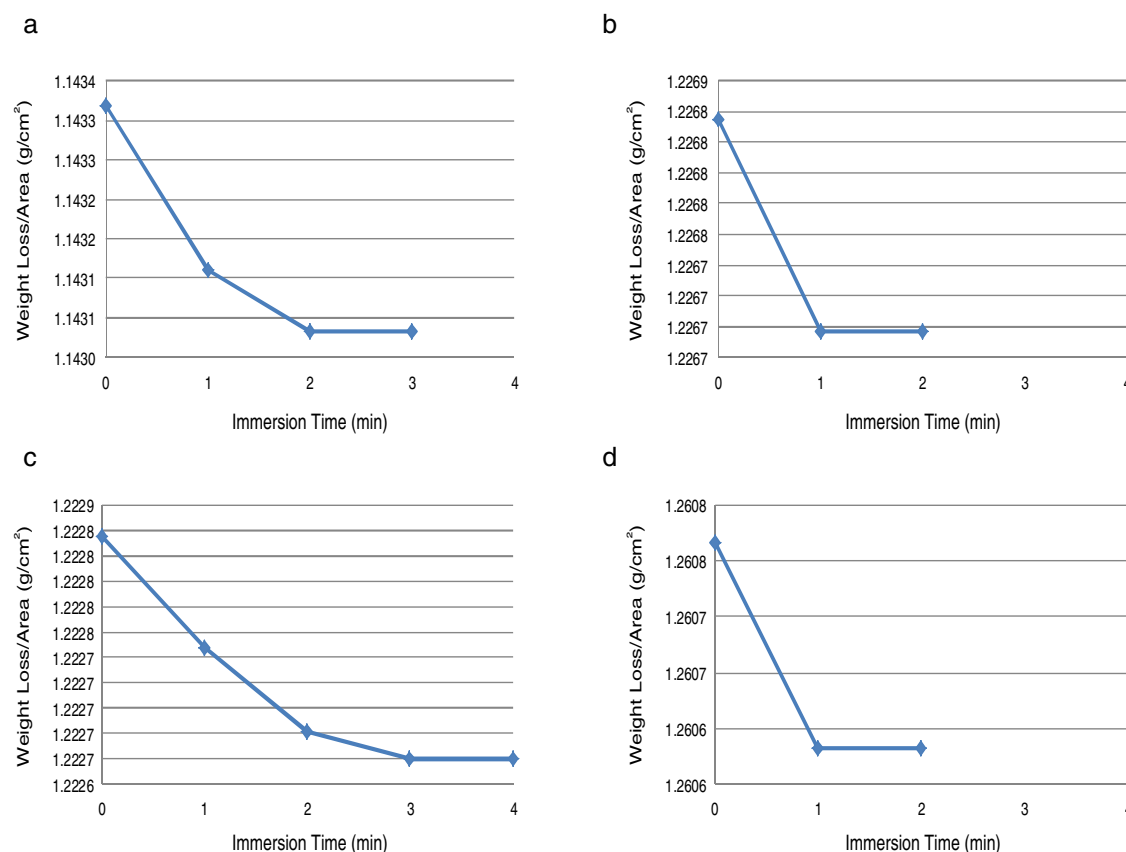 a
Weight Loss/Area (g/cm²)
1.1434
1.1433
1.1433
1.1432
1.1432
1.1431
1.1431
1.1430
0 1 2 3 4
Immersion Time (min)
b
Weight Loss/Area (g/cm²)
1.2269
1.2268
1.2268
1.2268
1.2268
1.2268
1.2267
1.2267
1.2267
1.2267
0 1 2 3 4
Immersion Time (min)
c
Weight Loss/Area (g/cm²)
1.2229
1.2228
1.2228
1.2228
1.2228
1.2228
1.2227
1.2227
1.2227
1.2227
1.2227
1.2226
0 1 2 3 4
Immersion Time (min)
d
Weight Loss/Area (g/cm²)
1.2608
1.2608
1.2607
1.2607
1.2606
1.2606
0 1 2 3 4
Immersion Time (min)